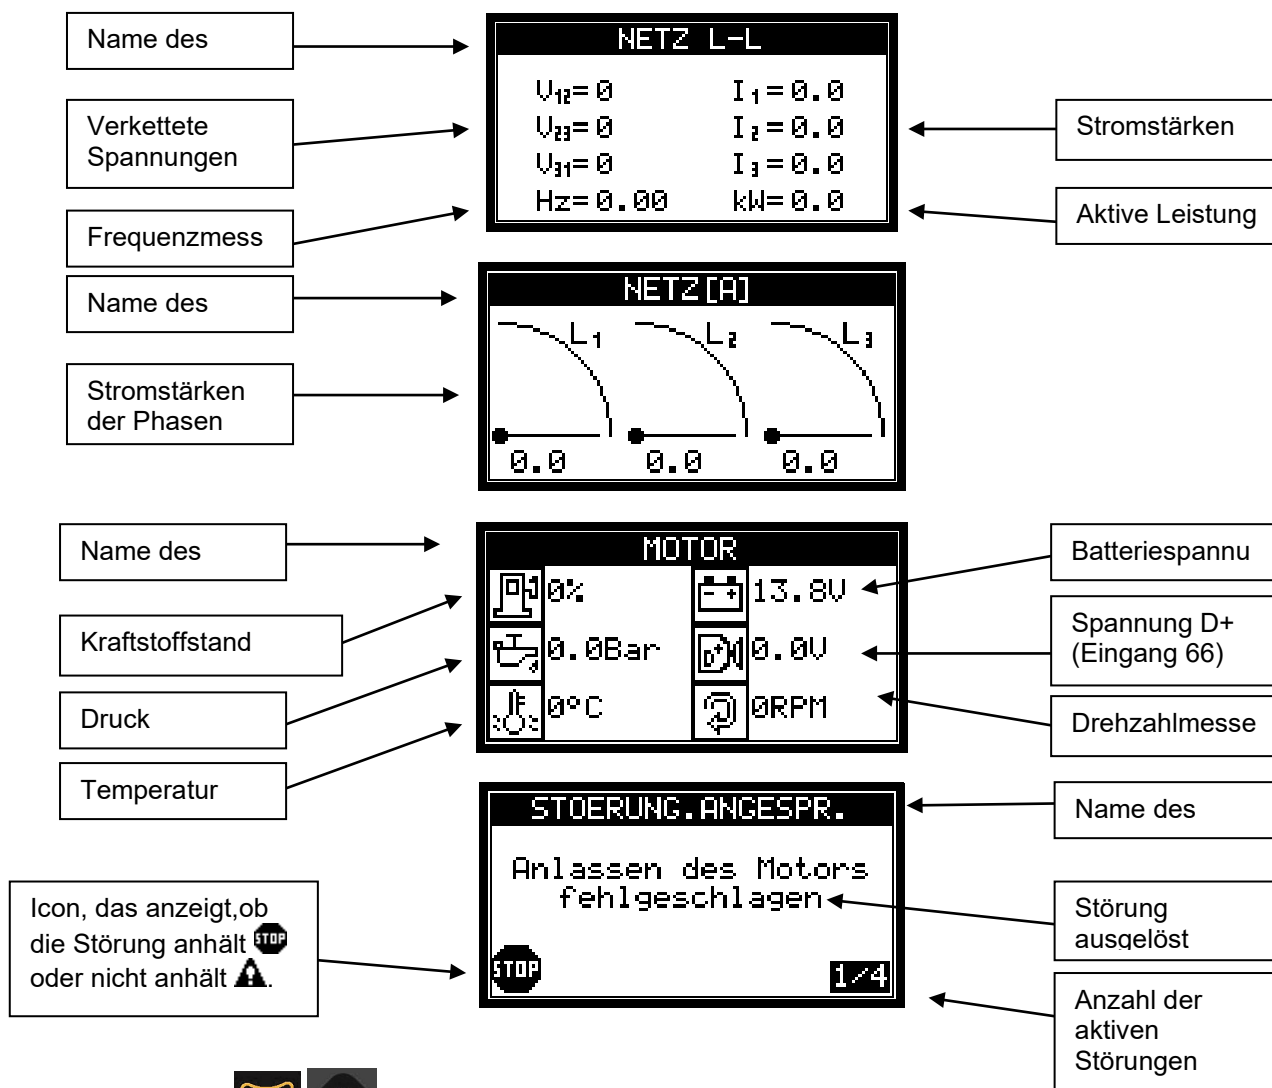 Name des
NETZ L-L
V12=0 I1=0.0
Verkettete
Spannungen
V23=0 I2=0.0
Stromstärken
V31=0 I3=0.0
Hz=0.00 kW=0.0
Frequenzmess
Aktive Leistung
Name des
NETZ[A]
L1 L2 L3
Stromstärken
der Phasen
0.0 0.0 0.0
Name des
MOTOR
Batteriespannu
0% 13.8V
Kraftstoffstand
Spannung D+
(Eingang 66)
- +
D+
0.0Bar 0.0V
Druck
0°C 0RPM
Drehzahlmesse
Temperatur
STOERUNG.ANGESPR.
Name des
Anlassen des Motors
fehlgeschlagen
Icon, das anzeigt,ob
die Störung anhält STOP
oder nicht anhält .
Störung
ausgelöst
STOP
1/4
Anzahl der
aktiven
Störungen